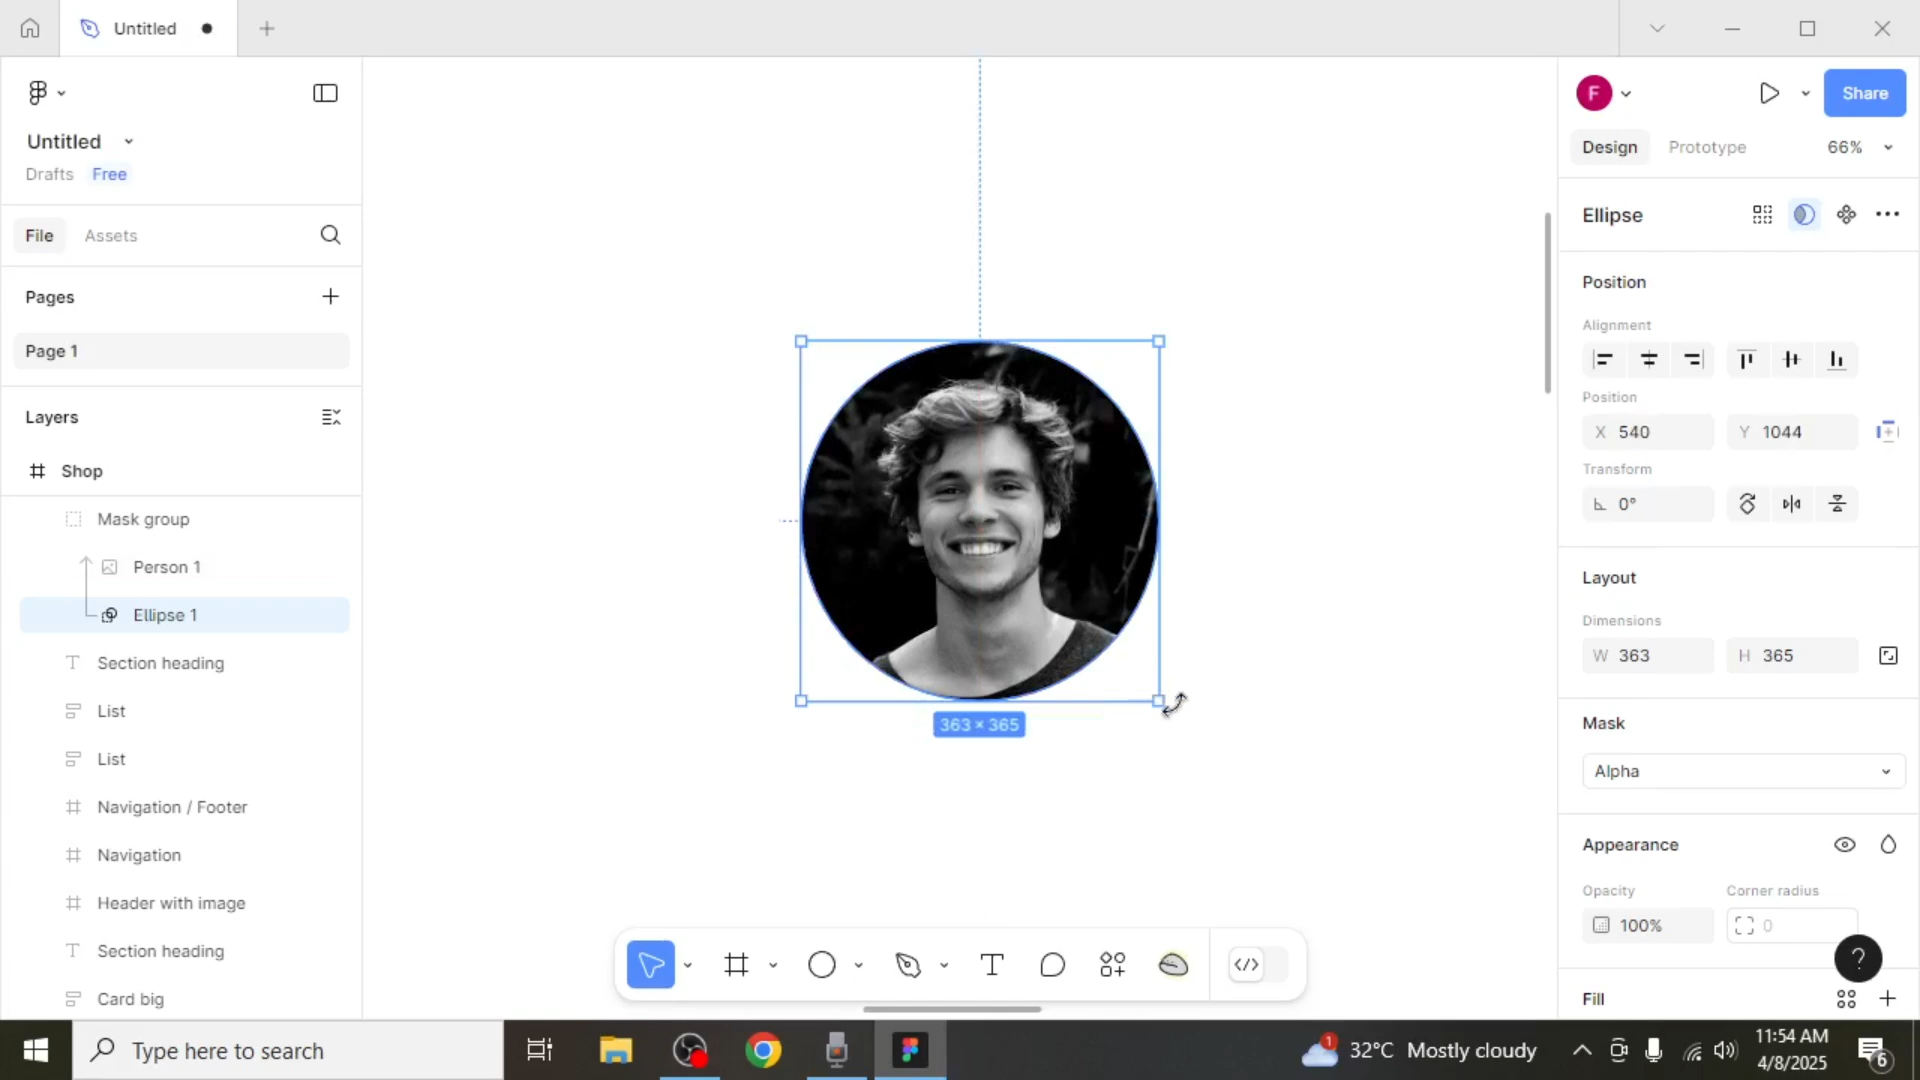 Untitled
Untitled
Drafts Free
File Assets
Pages
Page 1
Layers
Shop
Mask group
Person 1
Ellipse 1
Section heading
List
List
Navigation / Footer
Navigation
Header with image
Section heading
Card big
363 × 365
F
Share
Design Prototype 66%
Ellipse
Position
Alignment
Position
X 540 Y 1044
Transform
0°
Layout
Dimensions
W 363 H 365
Mask
Alpha
Appearance
Opacity Corner radius
100% 0
?
Fill
Type here to search
1
32°C Mostly cloudy
11:54 AM
4/8/2025
6